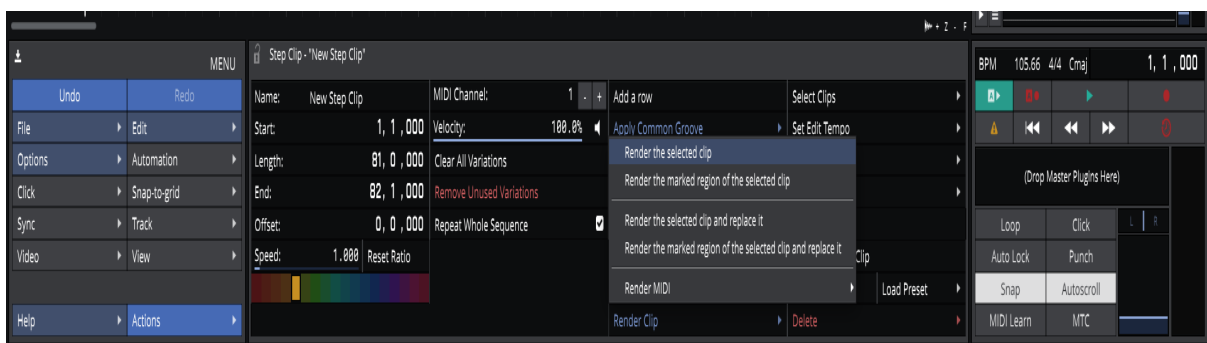 + Z - F
MENU
Undo
Redo
File
Edit
Options
Automation
Click
Snap-to-grid
Sync
Track
Video
View
Help
Actions
Step Clip - "New Step Clip"
Name: New Step Clip
Start: 1, 1, 000
Length: 81, 0, 000
End: 82, 1, 000
Offset: 0, 0, 000
Speed: 1.000 Reset Ratio
MIDI Channel: 1 - +
Velocity: 100.0%
Clear All Variations
Remove Unused Variations
Repeat Whole Sequence
Add a row
Apply Common Groove
Render the selected clip
Render the marked region of the selected clip
Render the selected clip and replace it
Render the marked region of the selected clip and replace it
Render MIDI
Render Clip
Select Clips
Set Edit Tempo
Clip
Load Preset
Delete
BPM 105.66 4/4 Cmaj 1, 1, 000
(Drop Master Plugins Here)
Loop
Click
L R
Auto Lock
Punch
Snap
Autoscroll
MIDI Learn
MTC